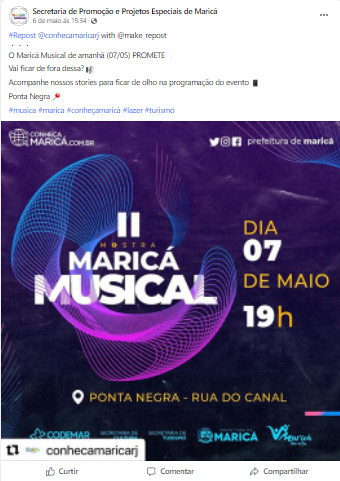 Secretaria de Promoção e Projetos Especiais de Maricá
6 de maio às 15:34 ·
#Repost @conhecamaricarj with @make_repost
・・・
O Maricá Musical de amanhã (07/05) PROMETE
Vai ficar de fora dessa?
Acompanhe nossos stories para ficar de olho na programação do evento
Ponta Negra
#musica #marica #conheçamaricá #lazer #turismo
CONHEÇA
MARICÁ.COM.BR
prefeitura de maricá
II
MOSTRA
MARICÁ
MUSICAL
DIA
07
DE MAIO
19h
PONTA NEGRA - RUA DO CANAL
CODEMAR
SECRETARIA DE
CULTURA
SECRETARIA DE
TURISMO
MARICÁ
conhecamaricarj
Curtir
Comentar
Compartilhar